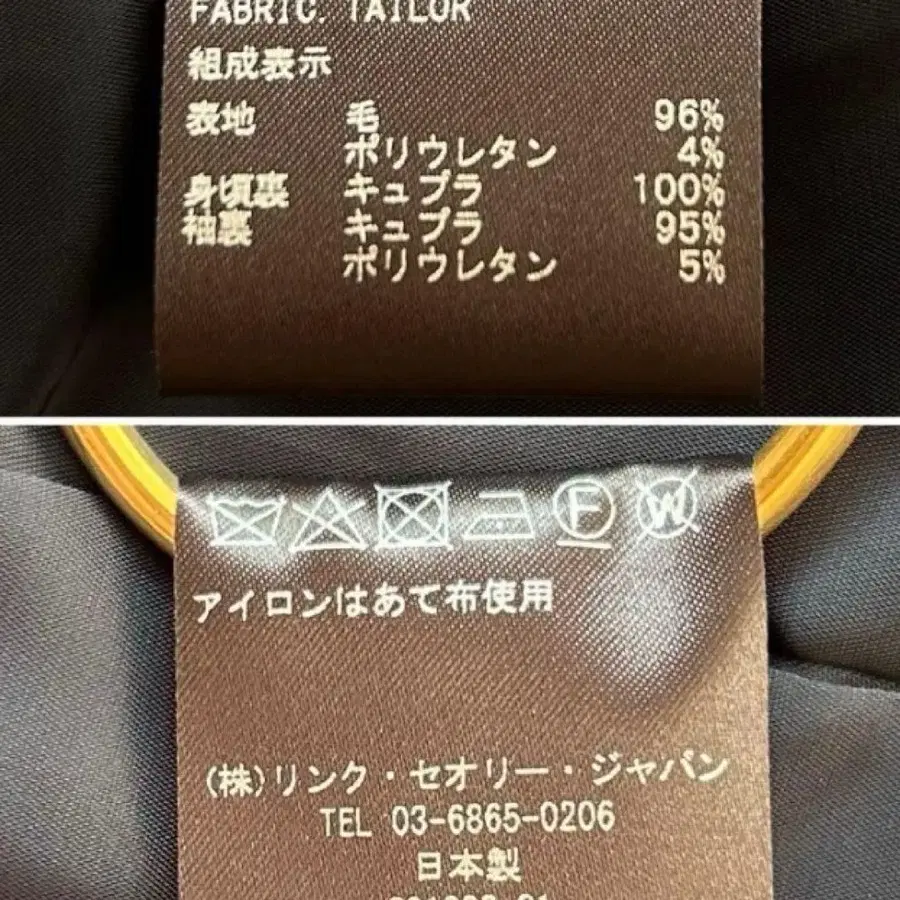 FABRIC. TAILOR
組成表示
表地 毛 96%
ポリウレタン 4%
身頃裏 キュプラ 100%
袖裏 キュプラ 95%
ポリウレタン 5%
F W
アイロンはあて布使用
(株)リンク・セオリー・ジャパン
TEL 03-6865-0206
日本製